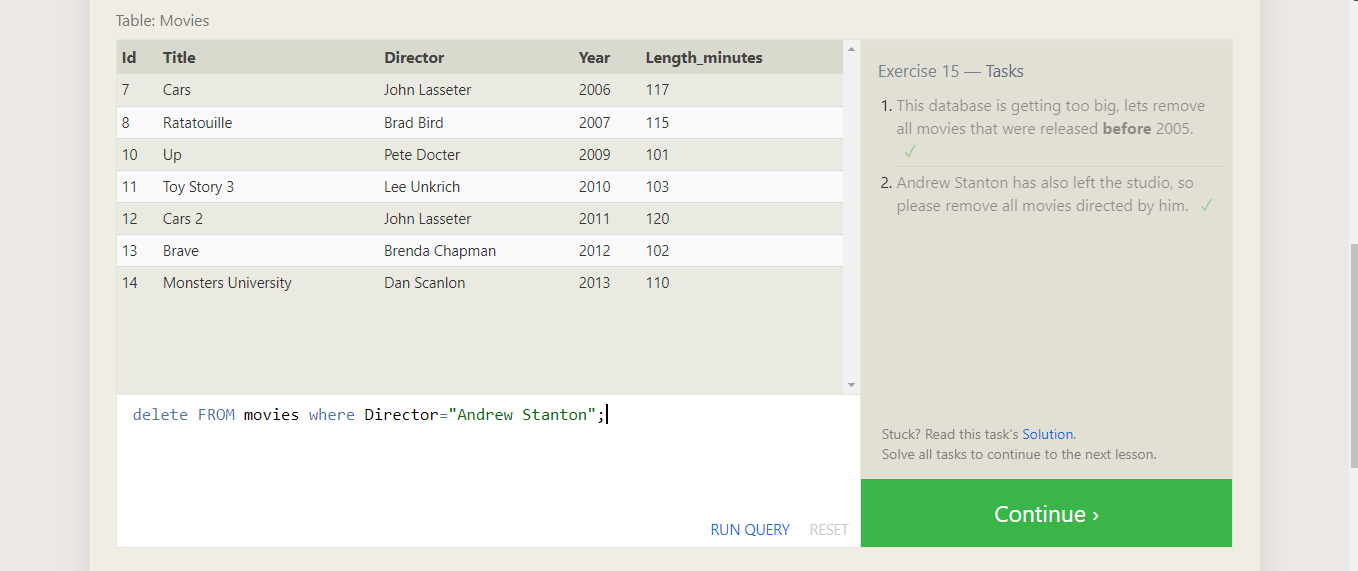 Table: Movies
Id Title Director Year Length_minutes
7 Cars John Lasseter 2006 117
8 Ratatouille Brad Bird 2007 115
10 Up Pete Docter 2009 101
11 Toy Story 3 Lee Unkrich 2010 103
12 Cars 2 John Lasseter 2011 120
13 Brave Brenda Chapman 2012 102
14 Monsters University Dan Scanlon 2013 110
delete FROM movies where Director="Andrew Stanton";
RUN QUERY RESET
Exercise 15 — Tasks
1. This database is getting too big, lets remove
all movies that were released before 2005.
✓
2. Andrew Stanton has also left the studio, so
please remove all movies directed by him. ✓
Stuck? Read this task's Solution.
Solve all tasks to continue to the next lesson.
Continue ›